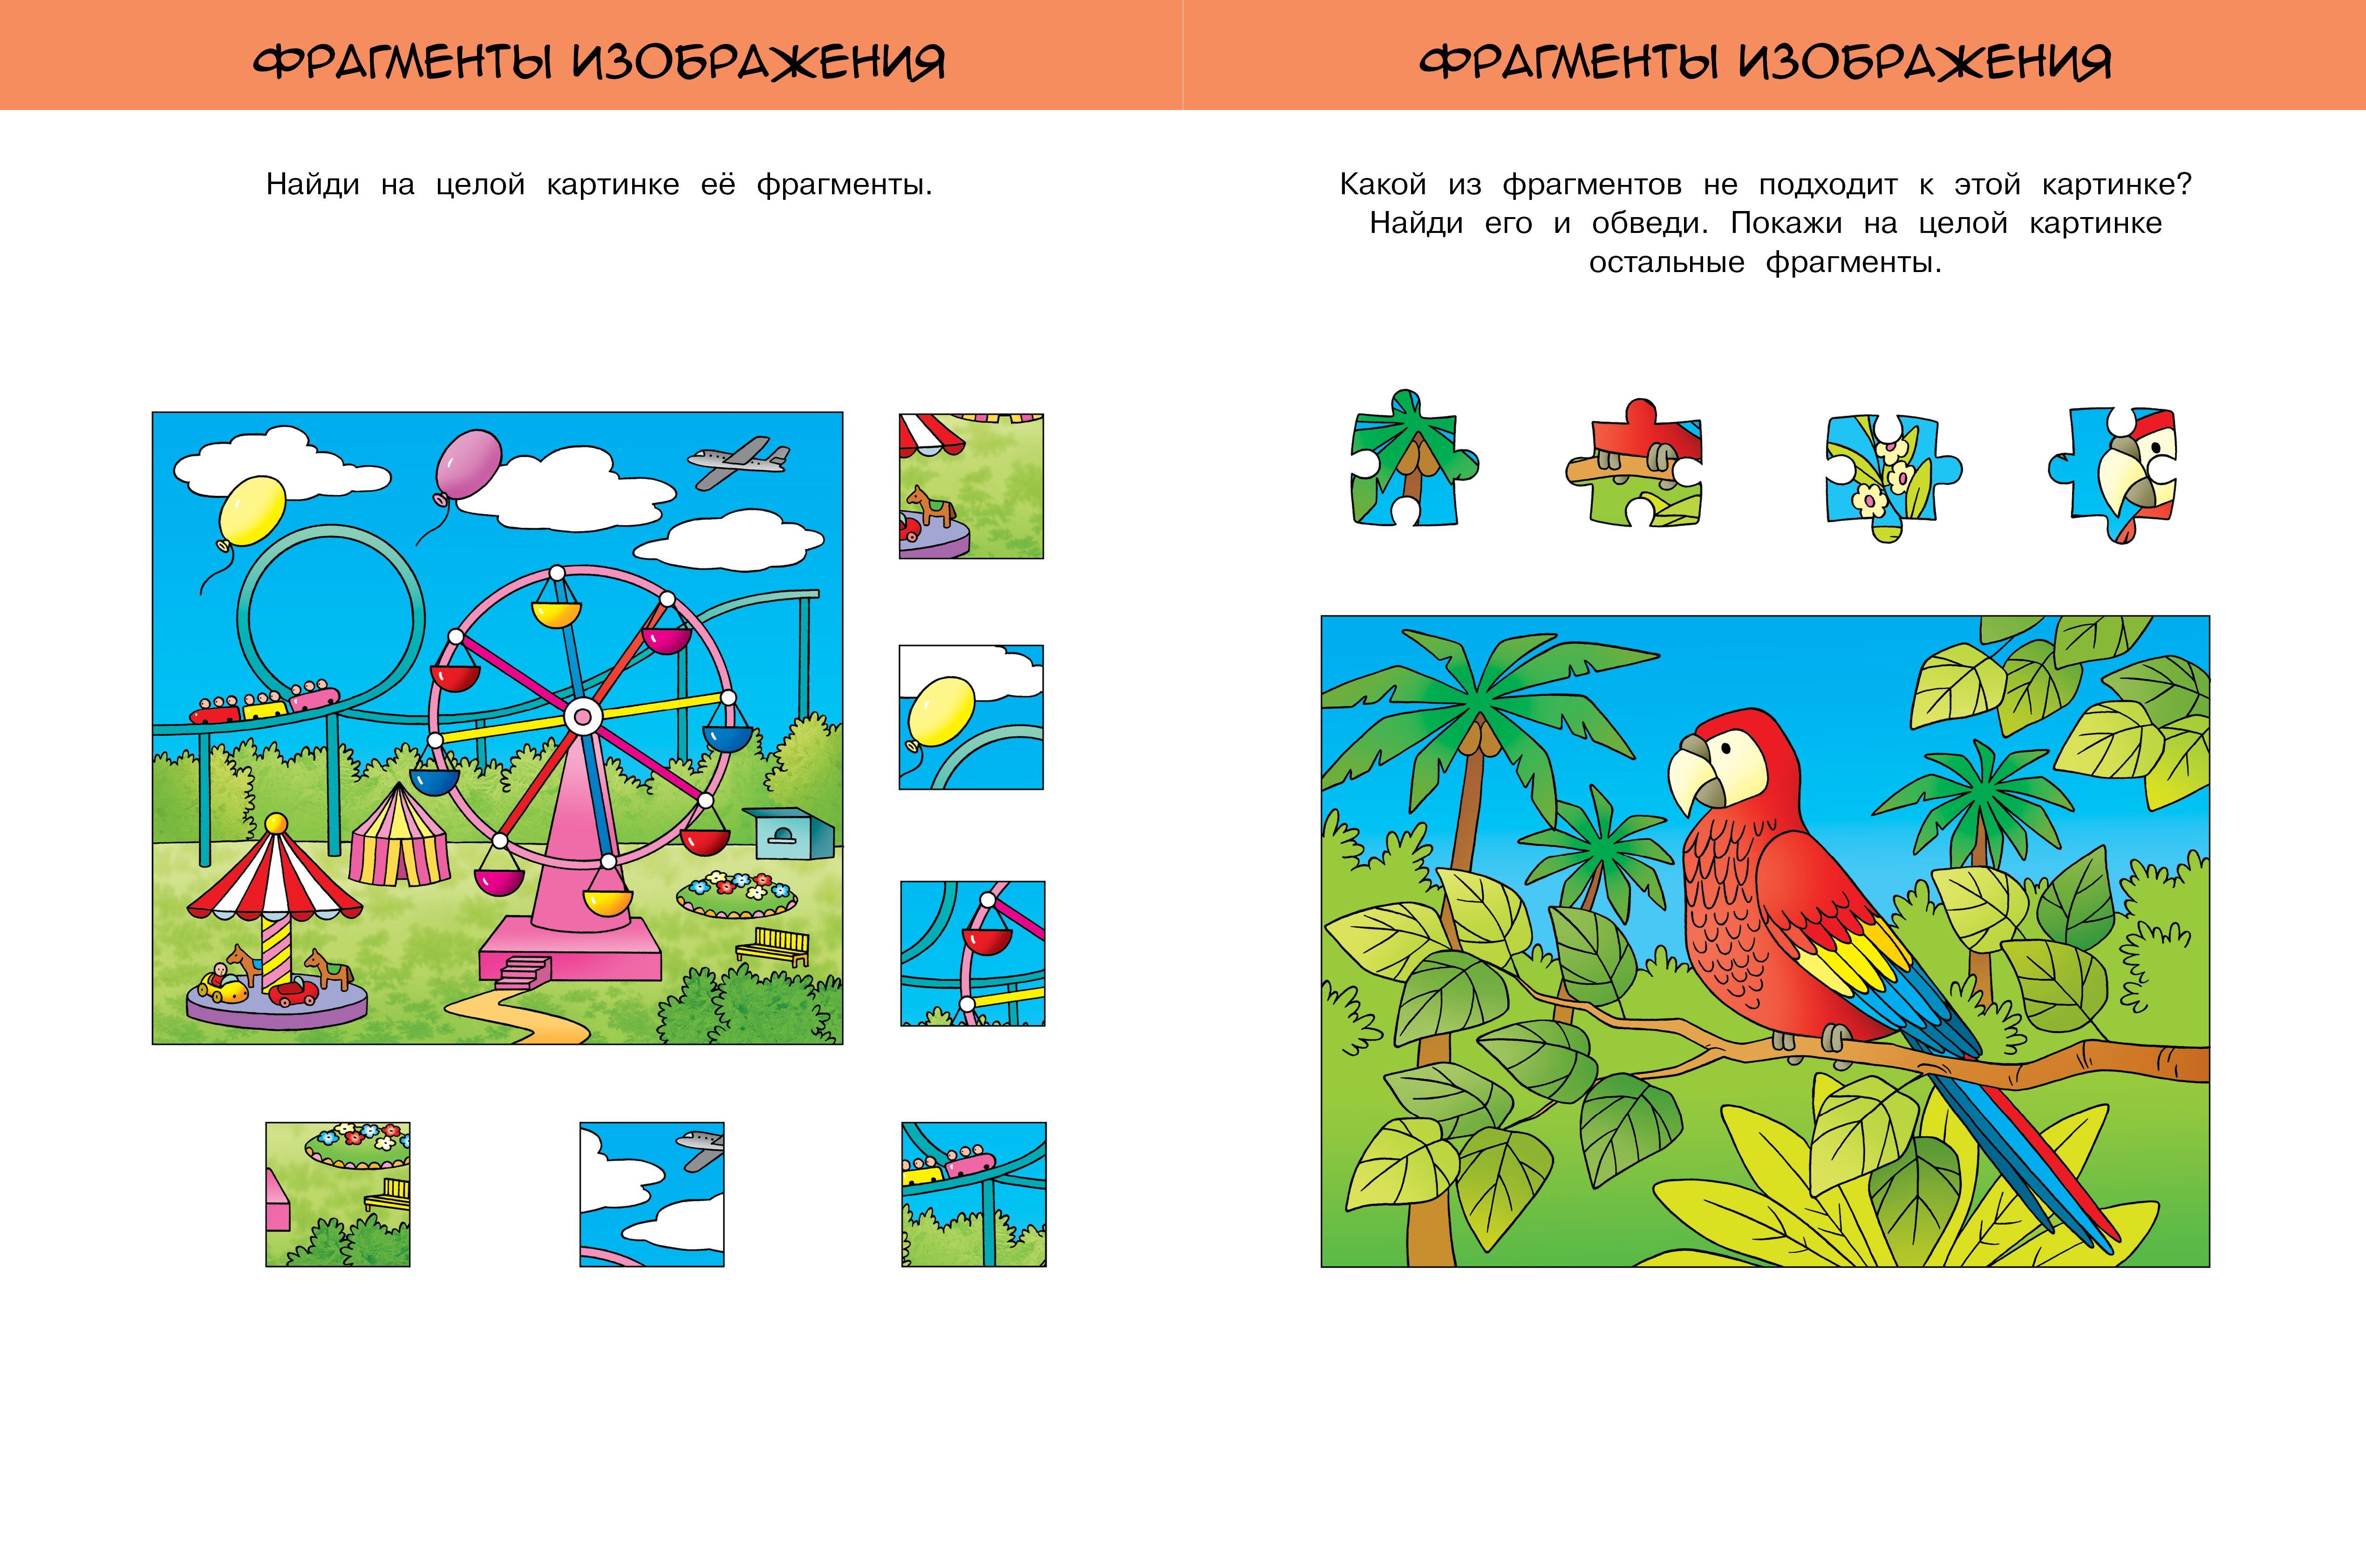 ФРАГМЕНТЫ ИЗОБРАЖЕНИЯ
Найди на целой картинке её фрагменты.
ФРАГМЕНТЫ ИЗОБРАЖЕНИЯ
Какой из фрагментов не подходит к этой картинке?
Найди его и обведи. Покажи на целой картинке
остальные фрагменты.